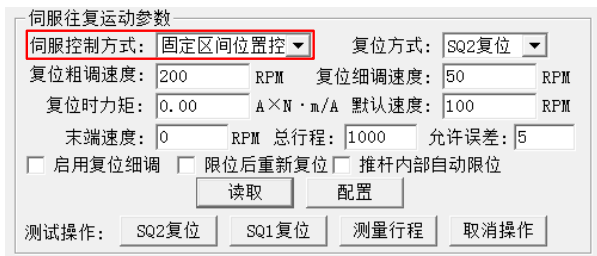 伺服往复运动参数
伺服控制方式: 固定区间位置控 复位方式: SQ2复位
复位粗调速度: 200 RPM 复位细调速度: 50 RPM
复位时力矩: 0.00 A×N·m/A 默认速度: 100 RPM
末端速度: 0 RPM 总行程: 1000 允许误差: 5
启用复位细调 限位后重新复位 推杆内部自动限位
读取 配置
测试操作: SQ2复位 SQ1复位 测量行程 取消操作